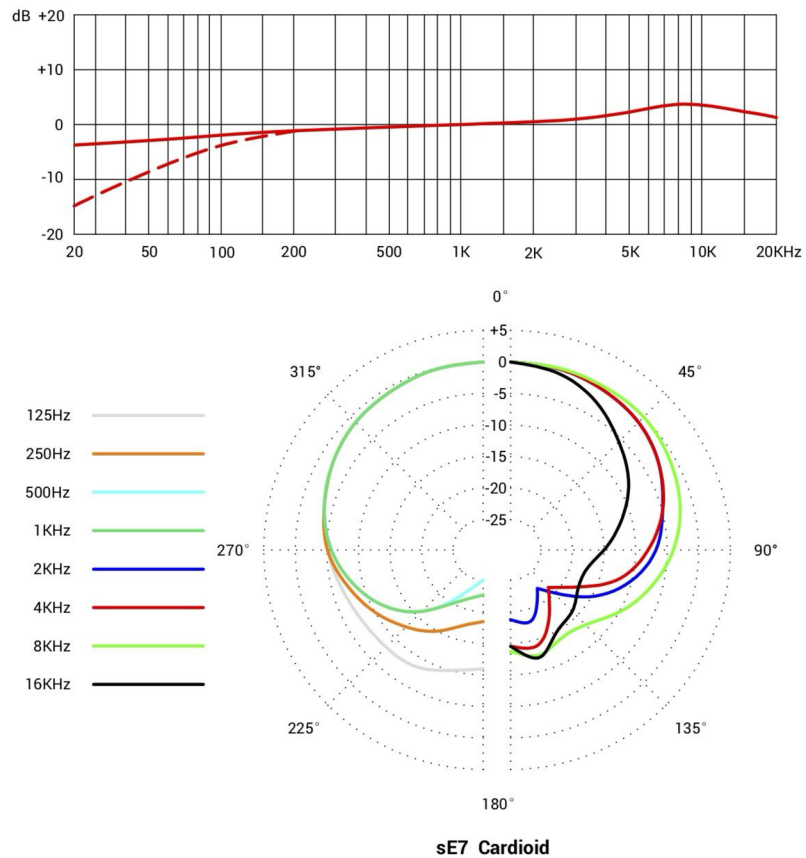 dB +20
+10
0
-10
-20
20 50 100 200 500 1K 2K 5K 10K 20KHz
0°
+5
315° 0 45°
-5
125Hz
-10
250Hz
-15
500Hz -20
-25
1KHz
270° 90°
2KHz
4KHz
8KHz
16KHz
225° 135°
180°
sE7 Cardioid